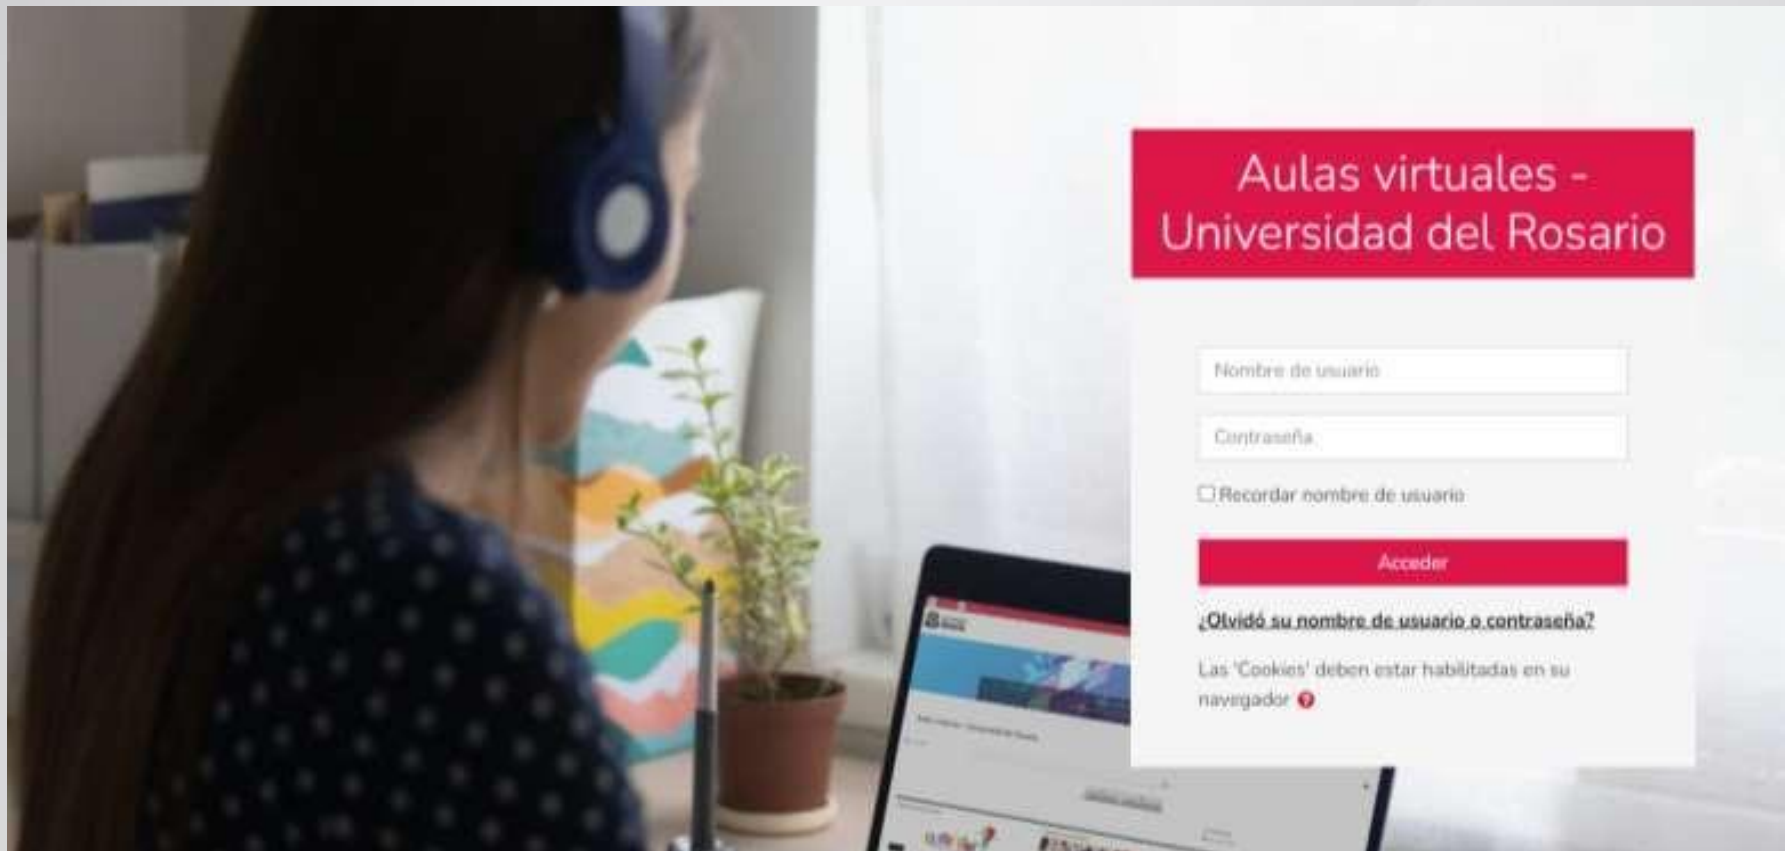 Aulas virtuales -
Universidad del Rosario
Nombre de usuario
Contraseña
Recordar nombre de usuario
Acceder
¿Olvidó su nombre de usuario o contraseña?
Las 'Cookies' deben estar habilitadas en su
navegador